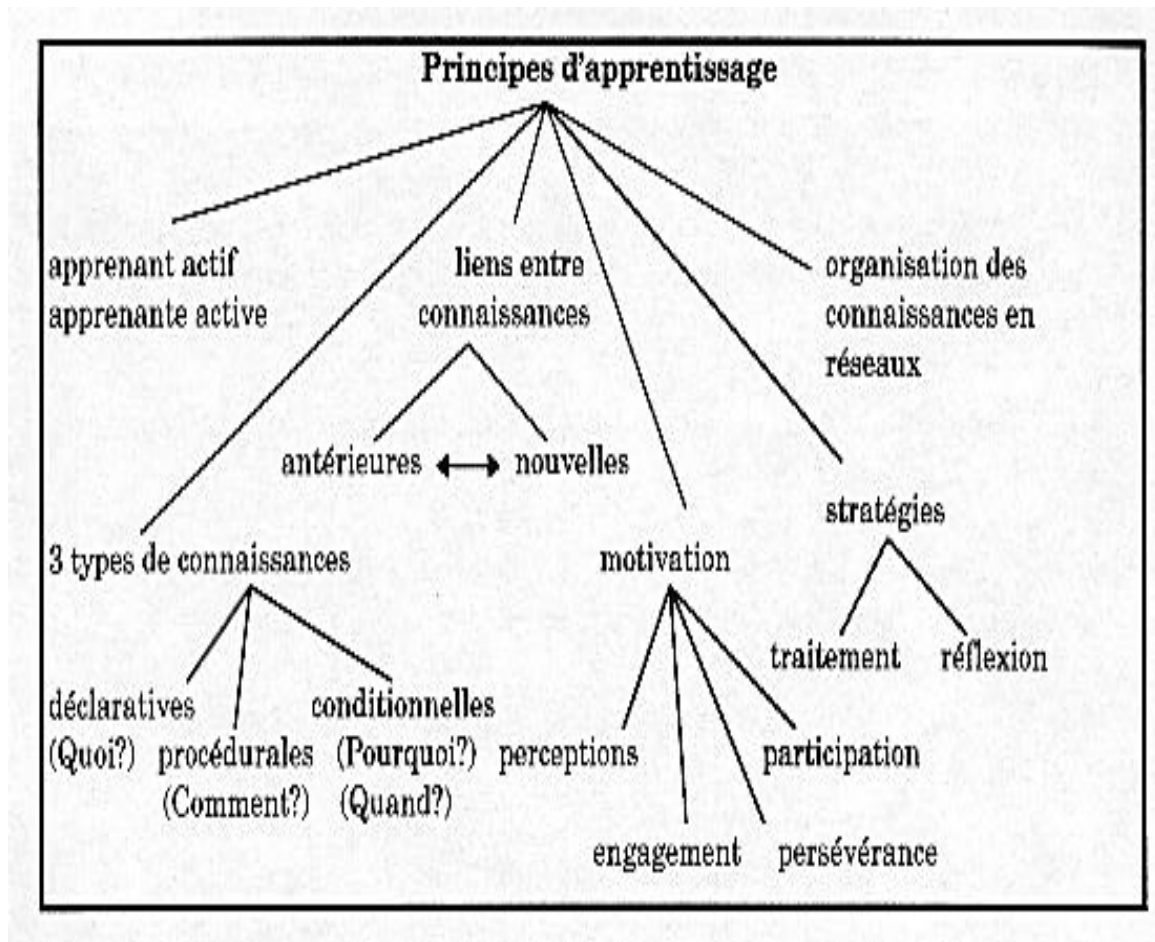 Principes d'apprentissage
apprenant actif
apprenante active
liens entre
connaissances
organisation des
connaissances en
réseaux
antérieures nouvelles
3 types de connaissances
motivation
stratégies
déclaratives
(Quoi?)
procédurales
(Comment?)
conditionnelles
(Pourquoi?)
(Quand?)
perceptions
engagement
persévérance
participation
traitement
réflexion